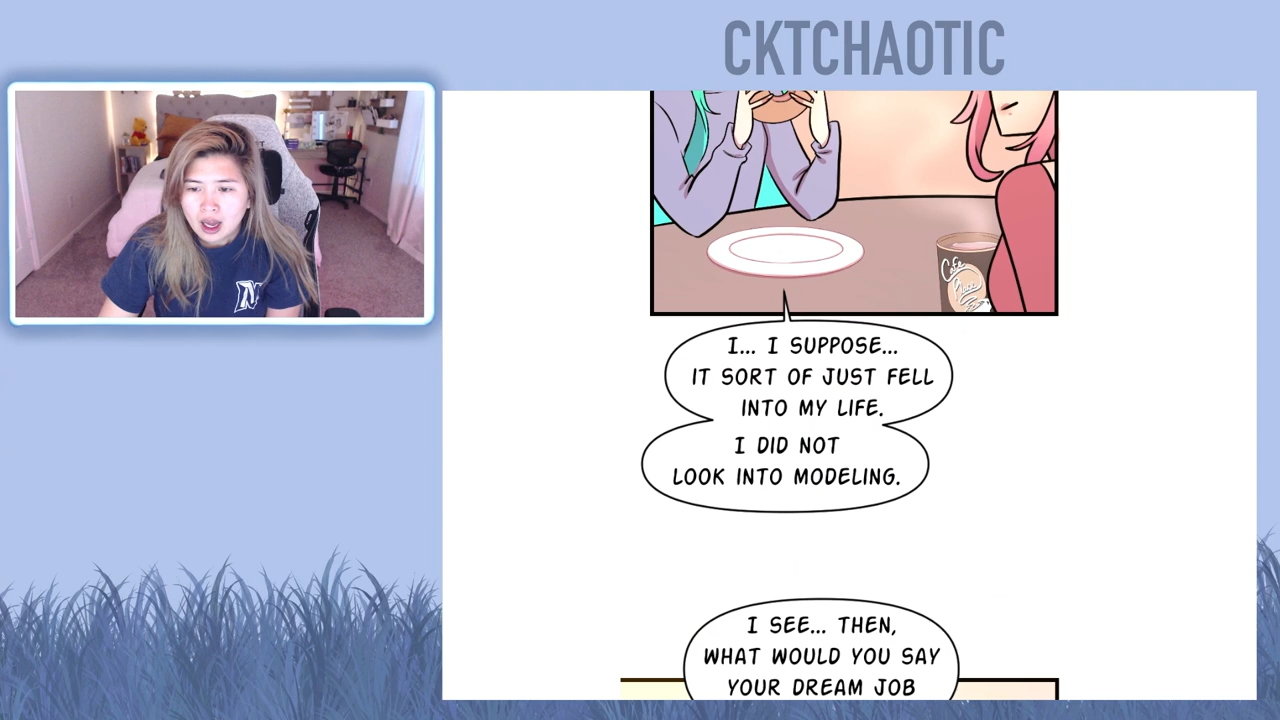 CKTCHAOTIC
Cafe
I... I SUPPOSE...
IT SORT OF JUST FELL
INTO MY LIFE.
I DID NOT
LOOK INTO MODELING.
I SEE... THEN,
WHAT WOULD YOU SAY
YOUR DREAM JOB